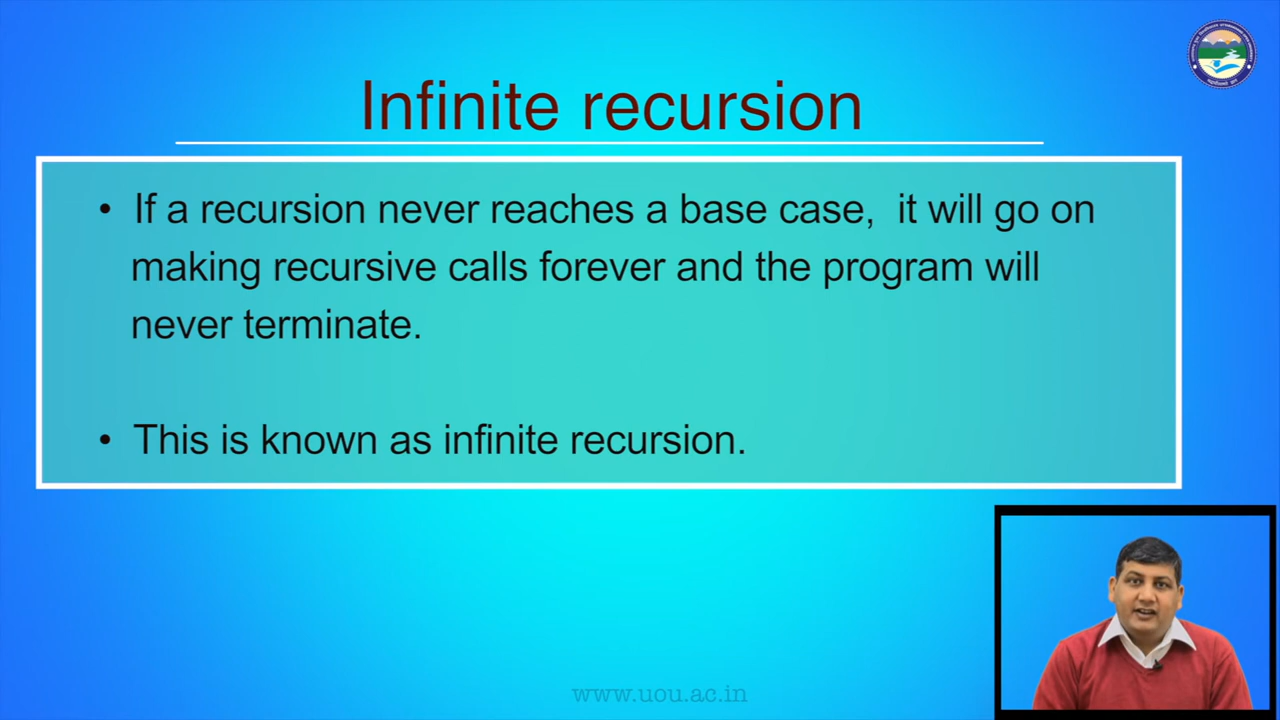 Infinite recursion
• If a recursion never reaches a base case, it will go on
making recursive calls forever and the program will
never terminate.
• This is known as infinite recursion.
www.uou.ac.in